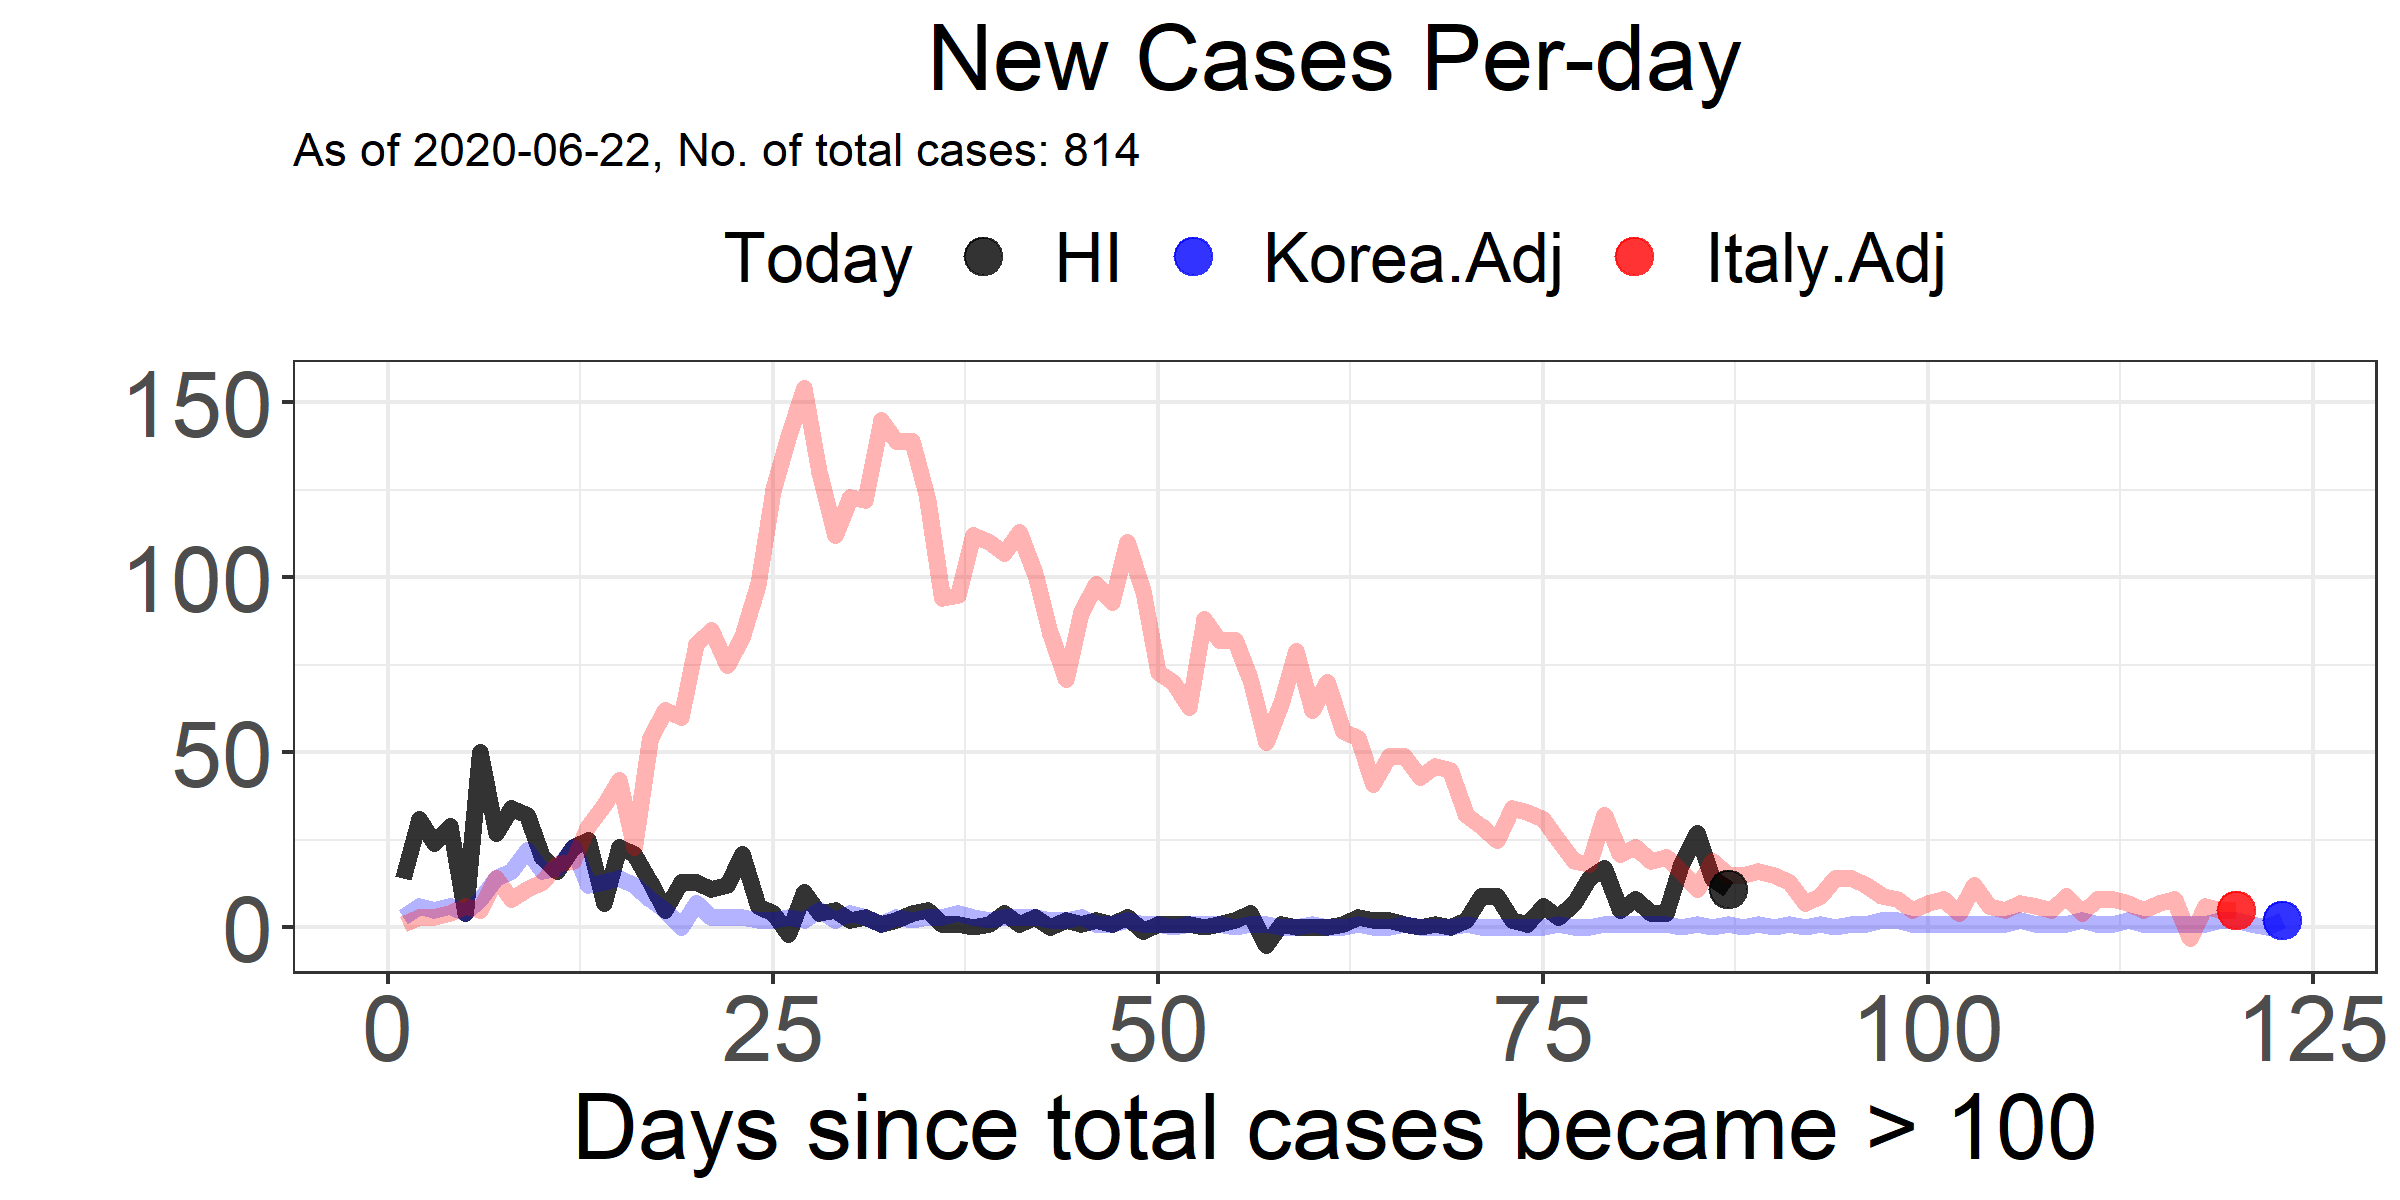 New Cases Per-day
As of 2020-06-22, No. of total cases: 814
Today HI Korea.Adj Italy.Adj
150
100
50
0
0 25 50 75 100 125
Days since total cases became > 100